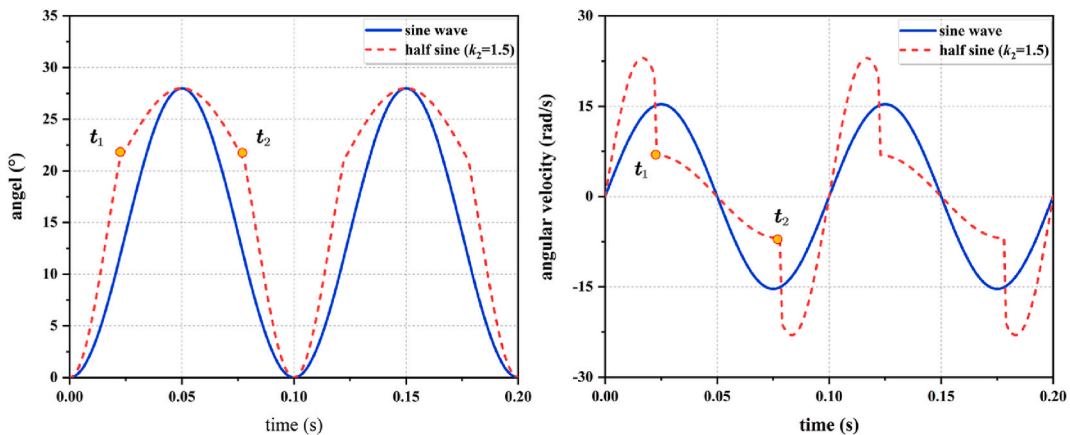 35
30
25
20
15
10
5
0
angel (°)
0.00
0.05
0.10
0.15
0.20
time (s)
sine wave
half sine (k₂=1.5)
t₁
t₂
30
15
0
-15
-30
angular velocity (rad/s)
0.00
0.05
0.10
0.15
0.20
time (s)
sine wave
half sine (k₂=1.5)
t₁
t₂